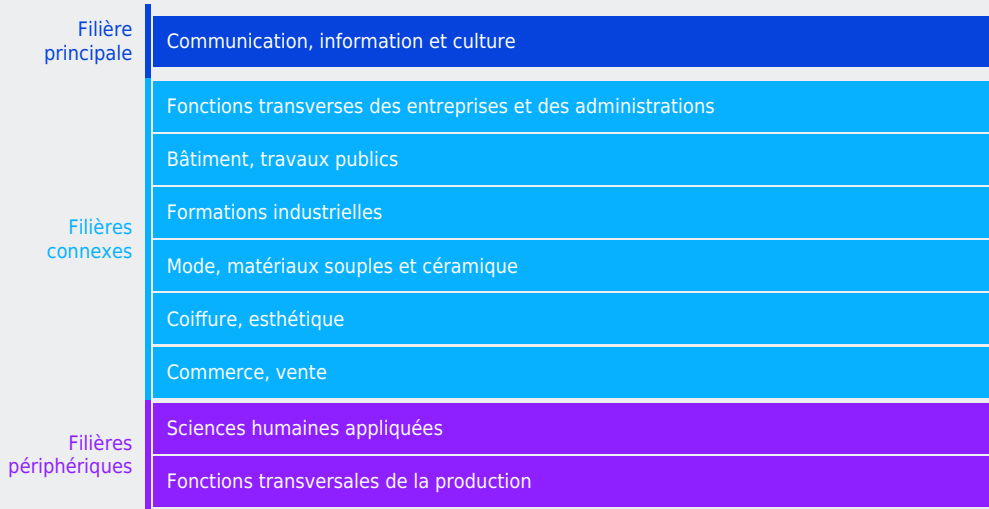 Filière
principale
Communication, information et culture
Filières
connexes
Fonctions transverses des entreprises et des administrations
Bâtiment, travaux publics
Formations industrielles
Mode, matériaux souples et céramique
Coiffure, esthétique
Commerce, vente
Filières
périphériques
Sciences humaines appliquées
Fonctions transversales de la production